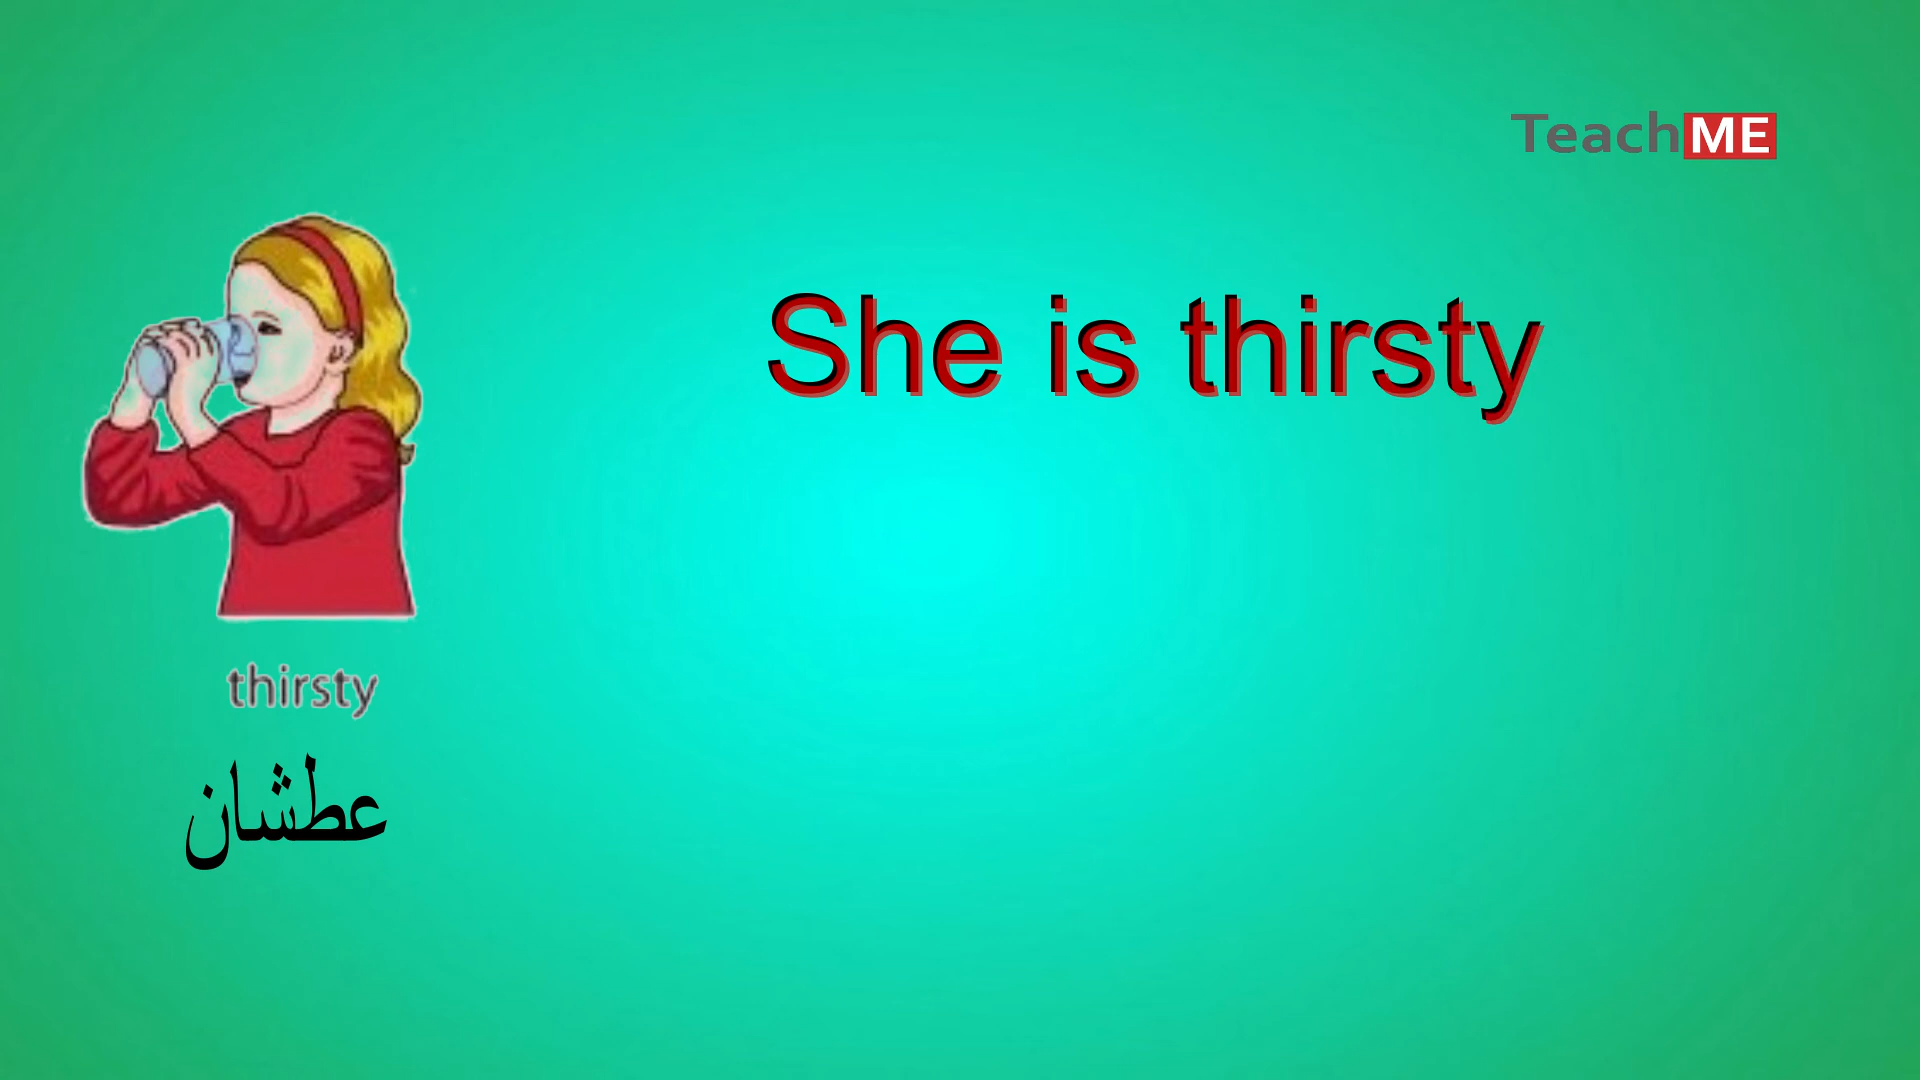 TeachME
She is thirsty
thirsty
عطشان